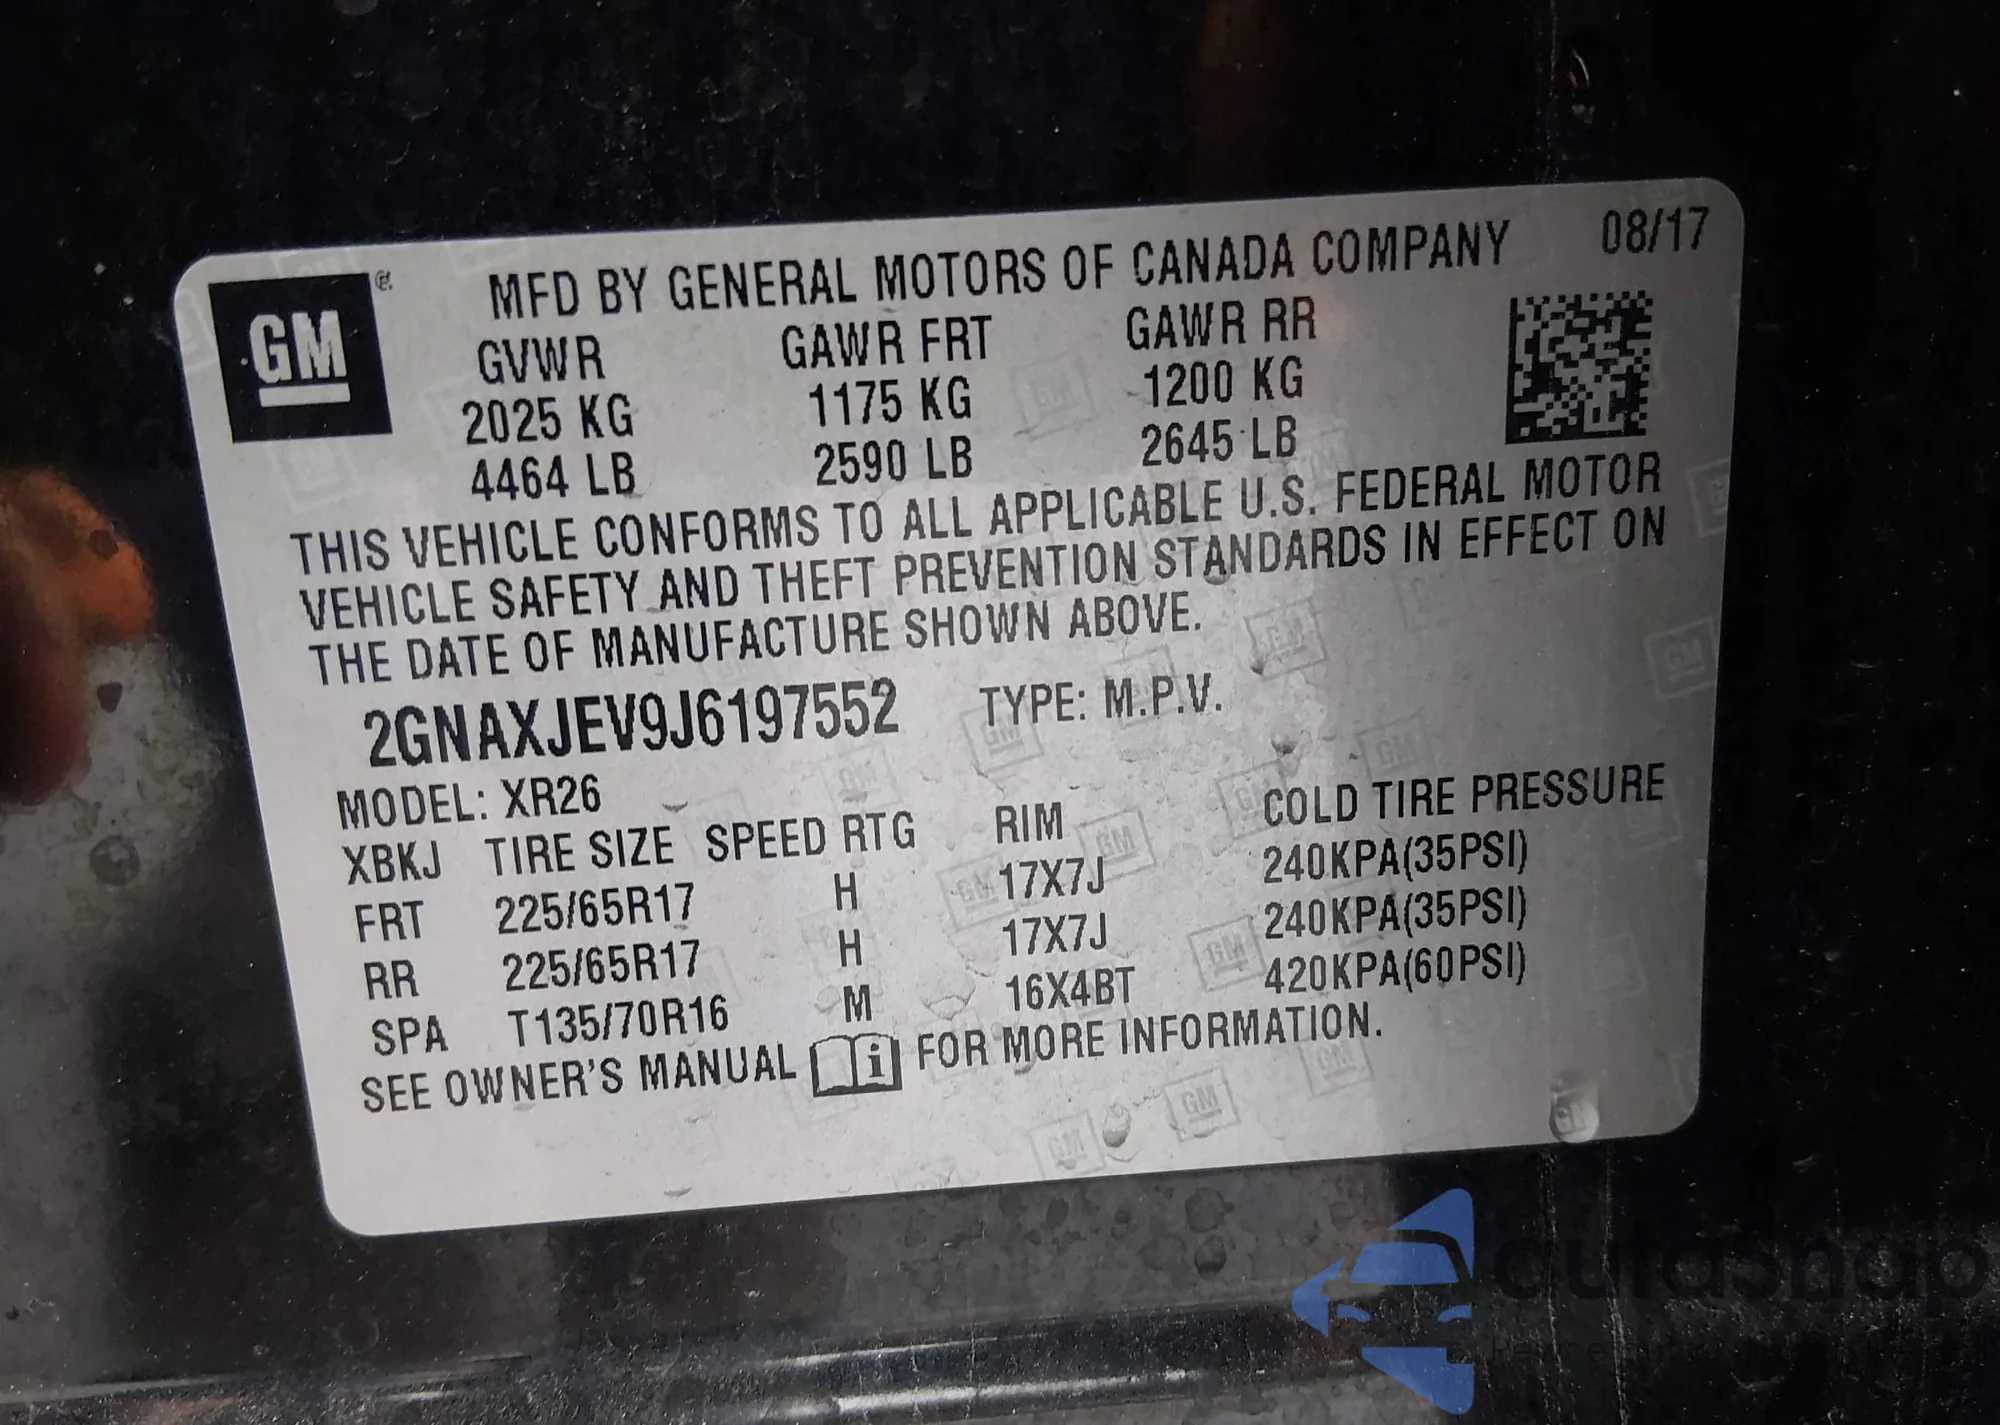 MFD BY GENERAL MOTORS OF CANADA COMPANY 08/17
GM
GVWR GAWR FRT GAWR RR
2025 KG 1175 KG 1200 KG
4464 LB 2590 LB 2645 LB
THIS VEHICLE CONFORMS TO ALL APPLICABLE U.S. FEDERAL MOTOR
VEHICLE SAFETY AND THEFT PREVENTION STANDARDS IN EFFECT ON
THE DATE OF MANUFACTURE SHOWN ABOVE.
2GNAXJEV9J6197552 TYPE: M.P.V.
MODEL: XR26
XBKJ TIRE SIZE SPEED RTG RIM COLD TIRE PRESSURE
FRT 225/65R17 H 17X7J 240KPA(35PSI)
RR 225/65R17 H 17X7J 240KPA(35PSI)
SPA T135/70R16 M 16X4BT 420KPA(60PSI)
SEE OWNER'S MANUAL i FOR MORE INFORMATION.